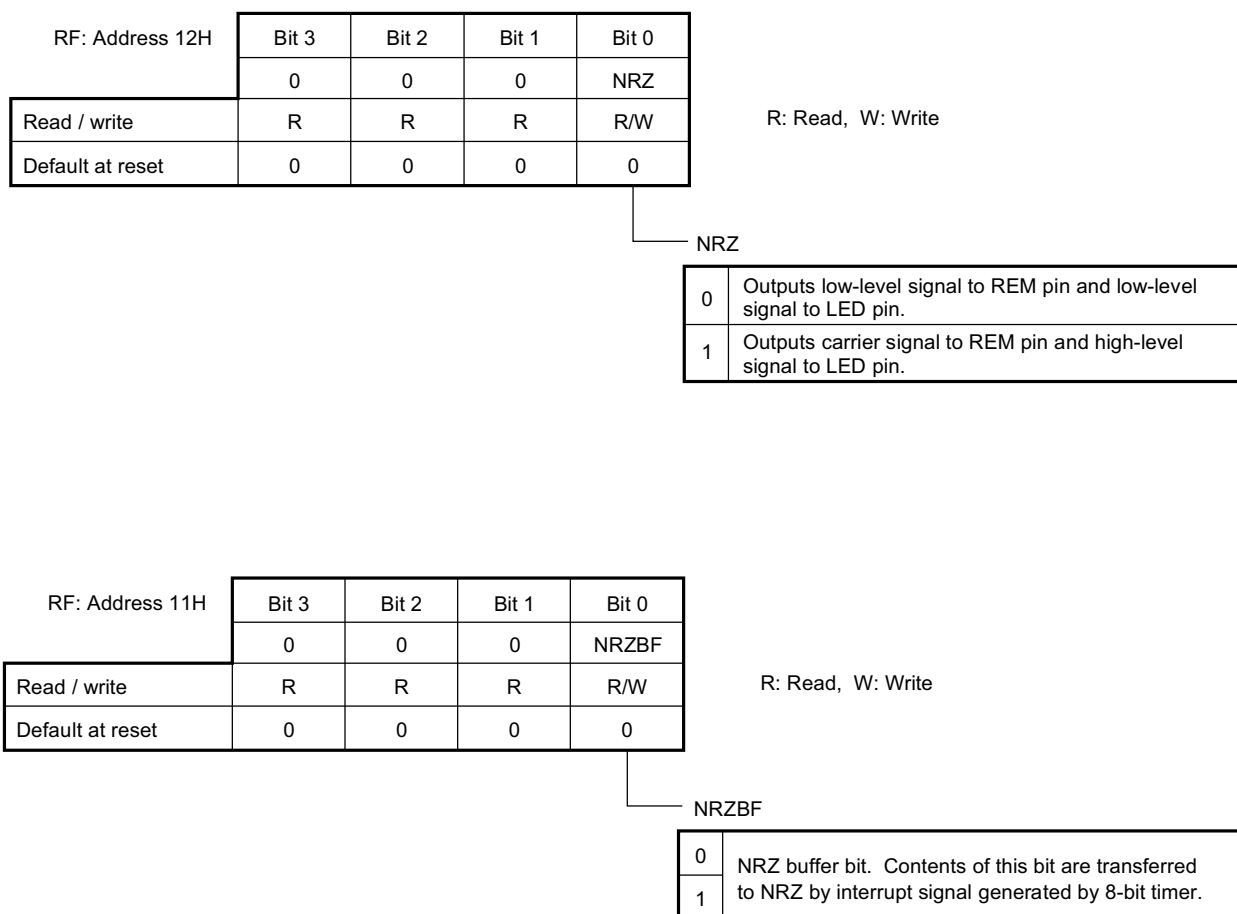 RF: Address 12H Bit 3 Bit 2 Bit 1 Bit 0
0 0 0 NRZ
Read / write R R R R/W
R: Read, W: Write
Default at reset 0 0 0 0
NRZ
0 Outputs low-level signal to REM pin and low-level
signal to LED pin.
1 Outputs carrier signal to REM pin and high-level
signal to LED pin.
RF: Address 11H Bit 3 Bit 2 Bit 1 Bit 0
0 0 0 NRZBF
Read / write R R R R/W
R: Read, W: Write
Default at reset 0 0 0 0
NRZBF
0
NRZ buffer bit. Contents of this bit are transferred
1
to NRZ by interrupt signal generated by 8-bit timer.